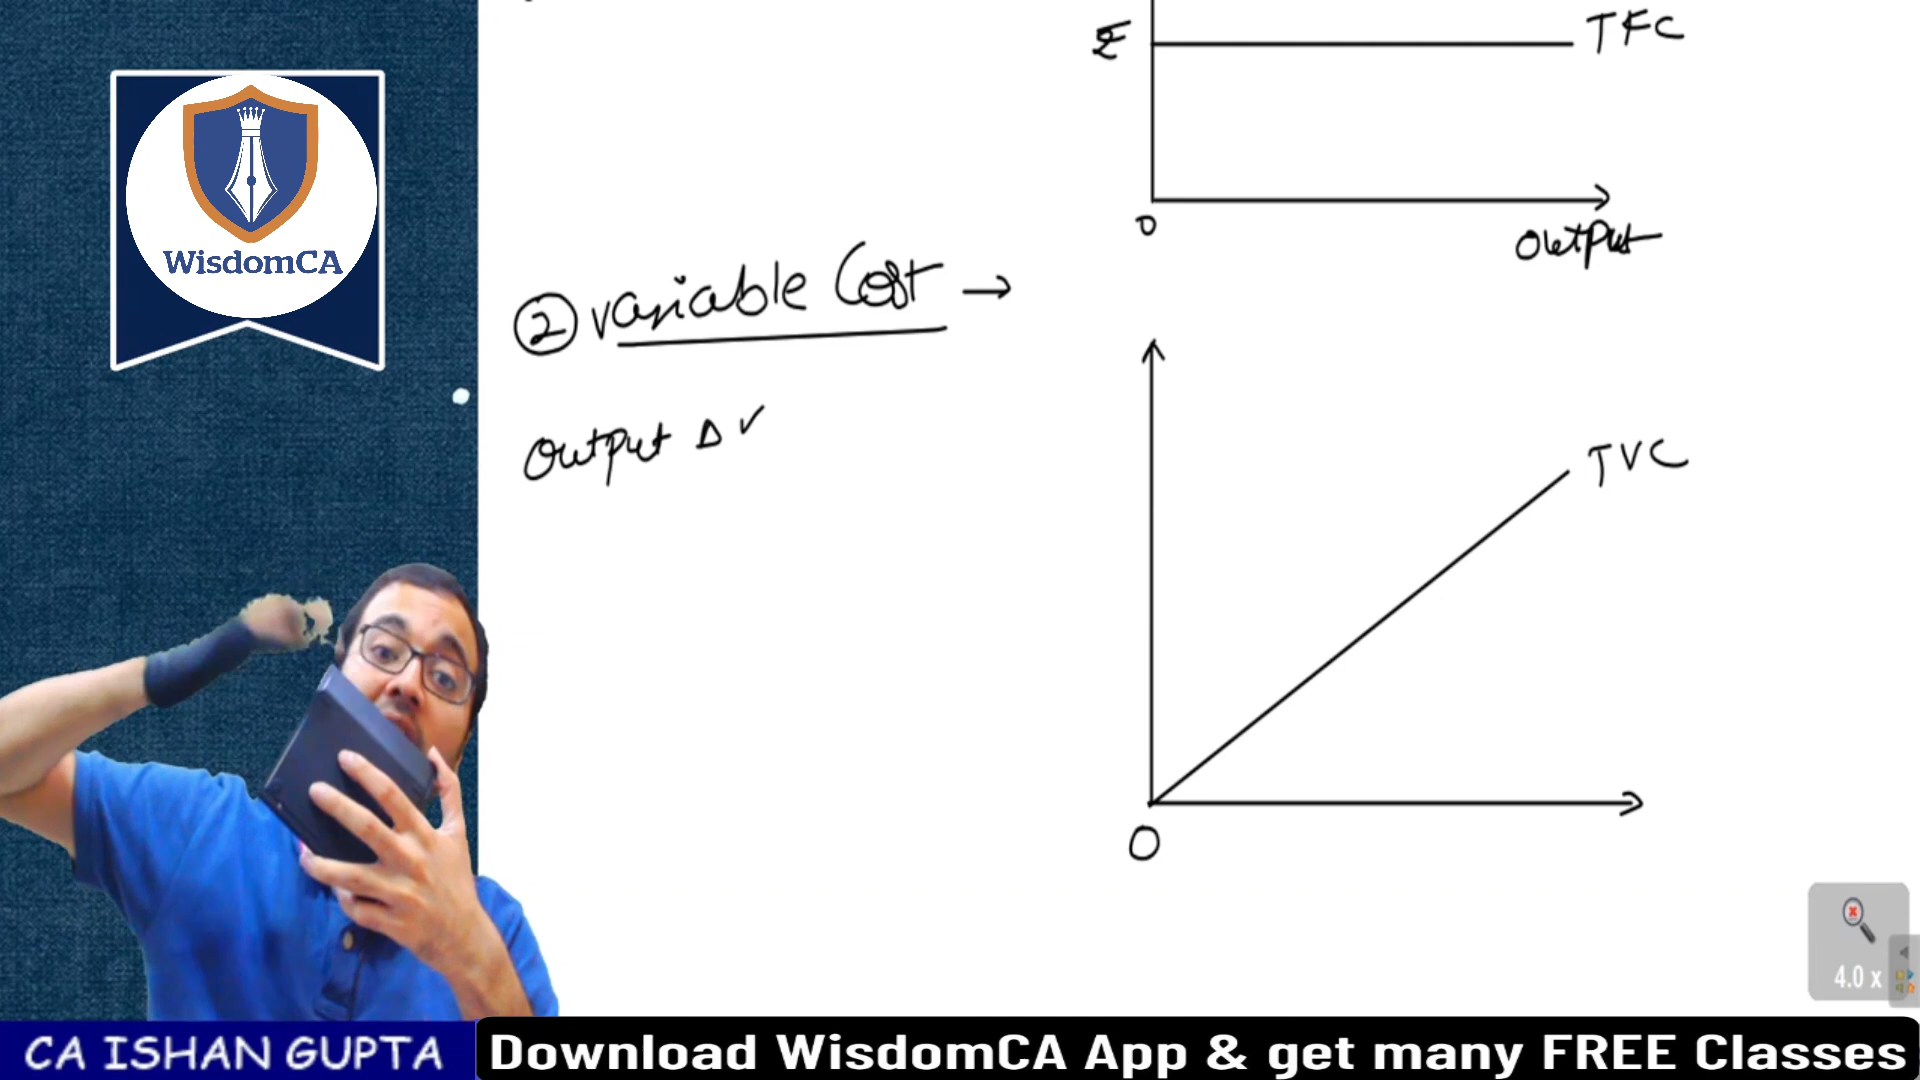 WisdomCA
₹
TFC
0
Output
② Variable Cost →
Output Δ ✓
TVC
O
4.0 x
CA ISHAN GUPTA
Download WisdomCA App & get many FREE Classes